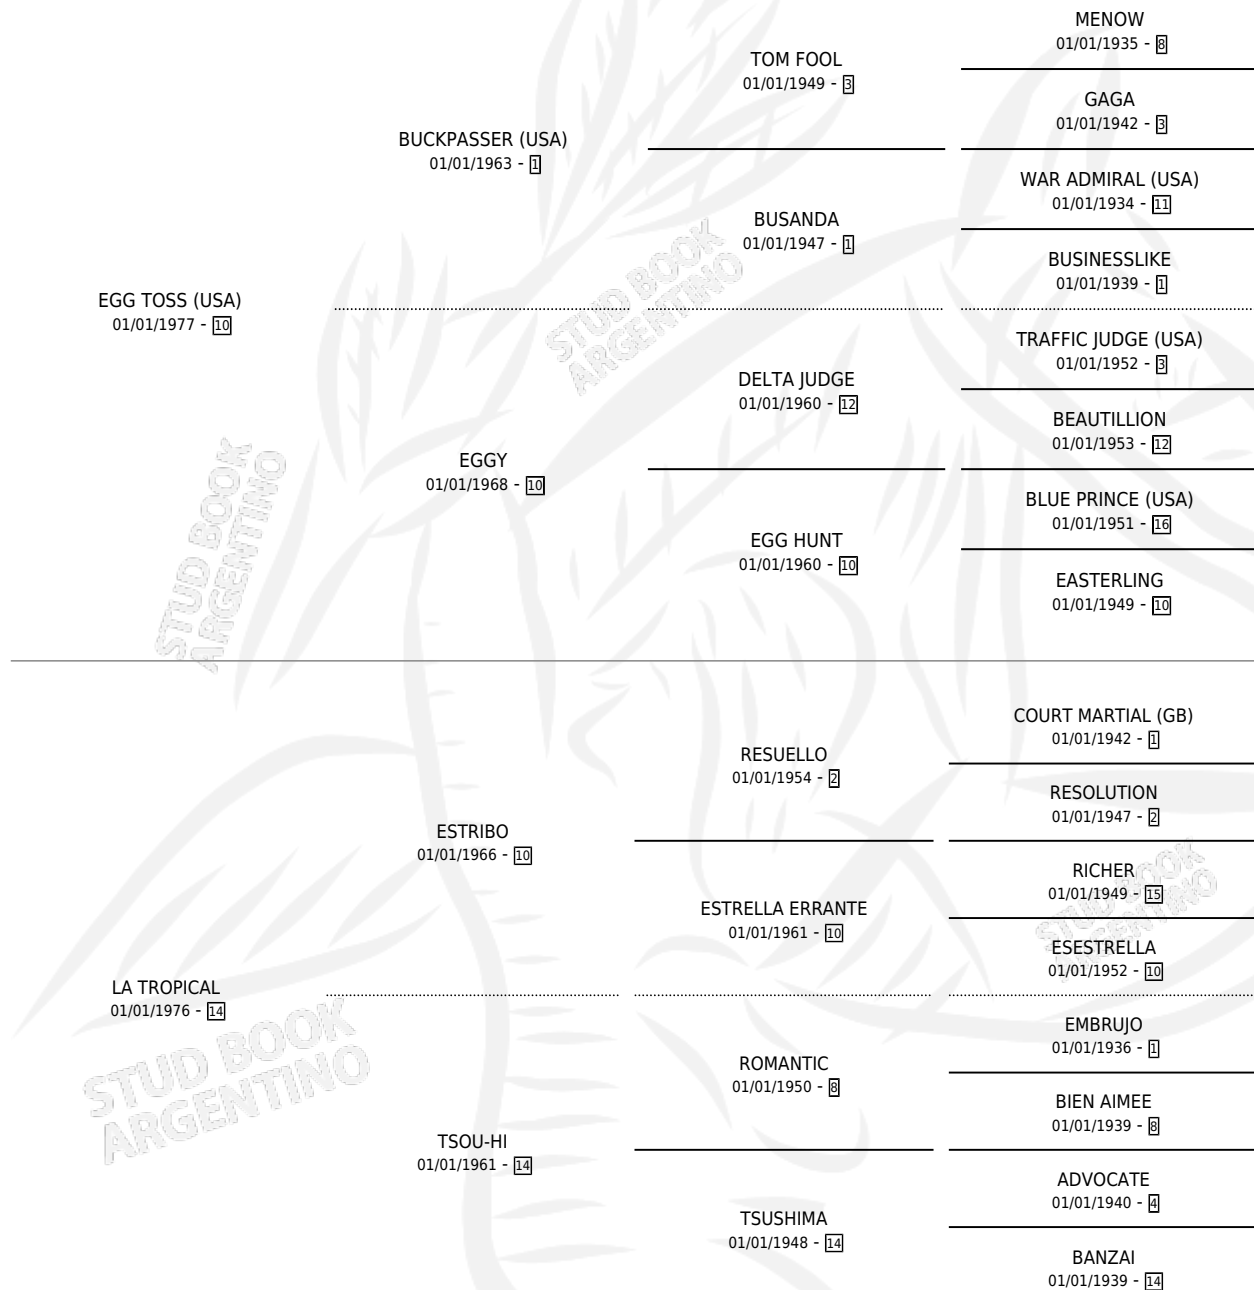 MENOW
01/01/1935 - 8
TOM FOOL
01/01/1949 - 3
GAGA
01/01/1942 - 3
BUCKPASSER (USA)
01/01/1963 - 1
WAR ADMIRAL (USA)
01/01/1934 - 11
BUSANDA
01/01/1947 - 1
BUSINESSLIKE
01/01/1939 - 1
EGG TOSS (USA)
01/01/1977 - 10
TRAFFIC JUDGE (USA)
01/01/1952 - 3
DELTA JUDGE
01/01/1960 - 12
BEAUTILLION
01/01/1953 - 12
EGGY
01/01/1968 - 10
BLUE PRINCE (USA)
01/01/1951 - 16
EGG HUNT
01/01/1960 - 10
EASTERLING
01/01/1949 - 10
COURT MARTIAL (GB)
01/01/1942 - 1
RESUELLO
01/01/1954 - 2
RESOLUTION
01/01/1947 - 2
ESTRIBO
01/01/1966 - 10
RICHER
01/01/1949 - 15
ESTRELLA ERRANTE
01/01/1961 - 10
ESESTRELLA
01/01/1952 - 10
LA TROPICAL
01/01/1976 - 14
EMBRUJO
01/01/1936 - 1
ROMANTIC
01/01/1950 - 8
BIEN AIMEE
01/01/1939 - 8
TSOU-HI
01/01/1961 - 14
ADVOCATE
01/01/1940 - 4
TSUSHIMA
01/01/1948 - 14
BANZAI
01/01/1939 - 14
STUD BOOK
ARGENTINO
STUD BOOK
ARGENTINO
STUD BOOK
ARGENTINO
STUD BOOK
ARGENTINO